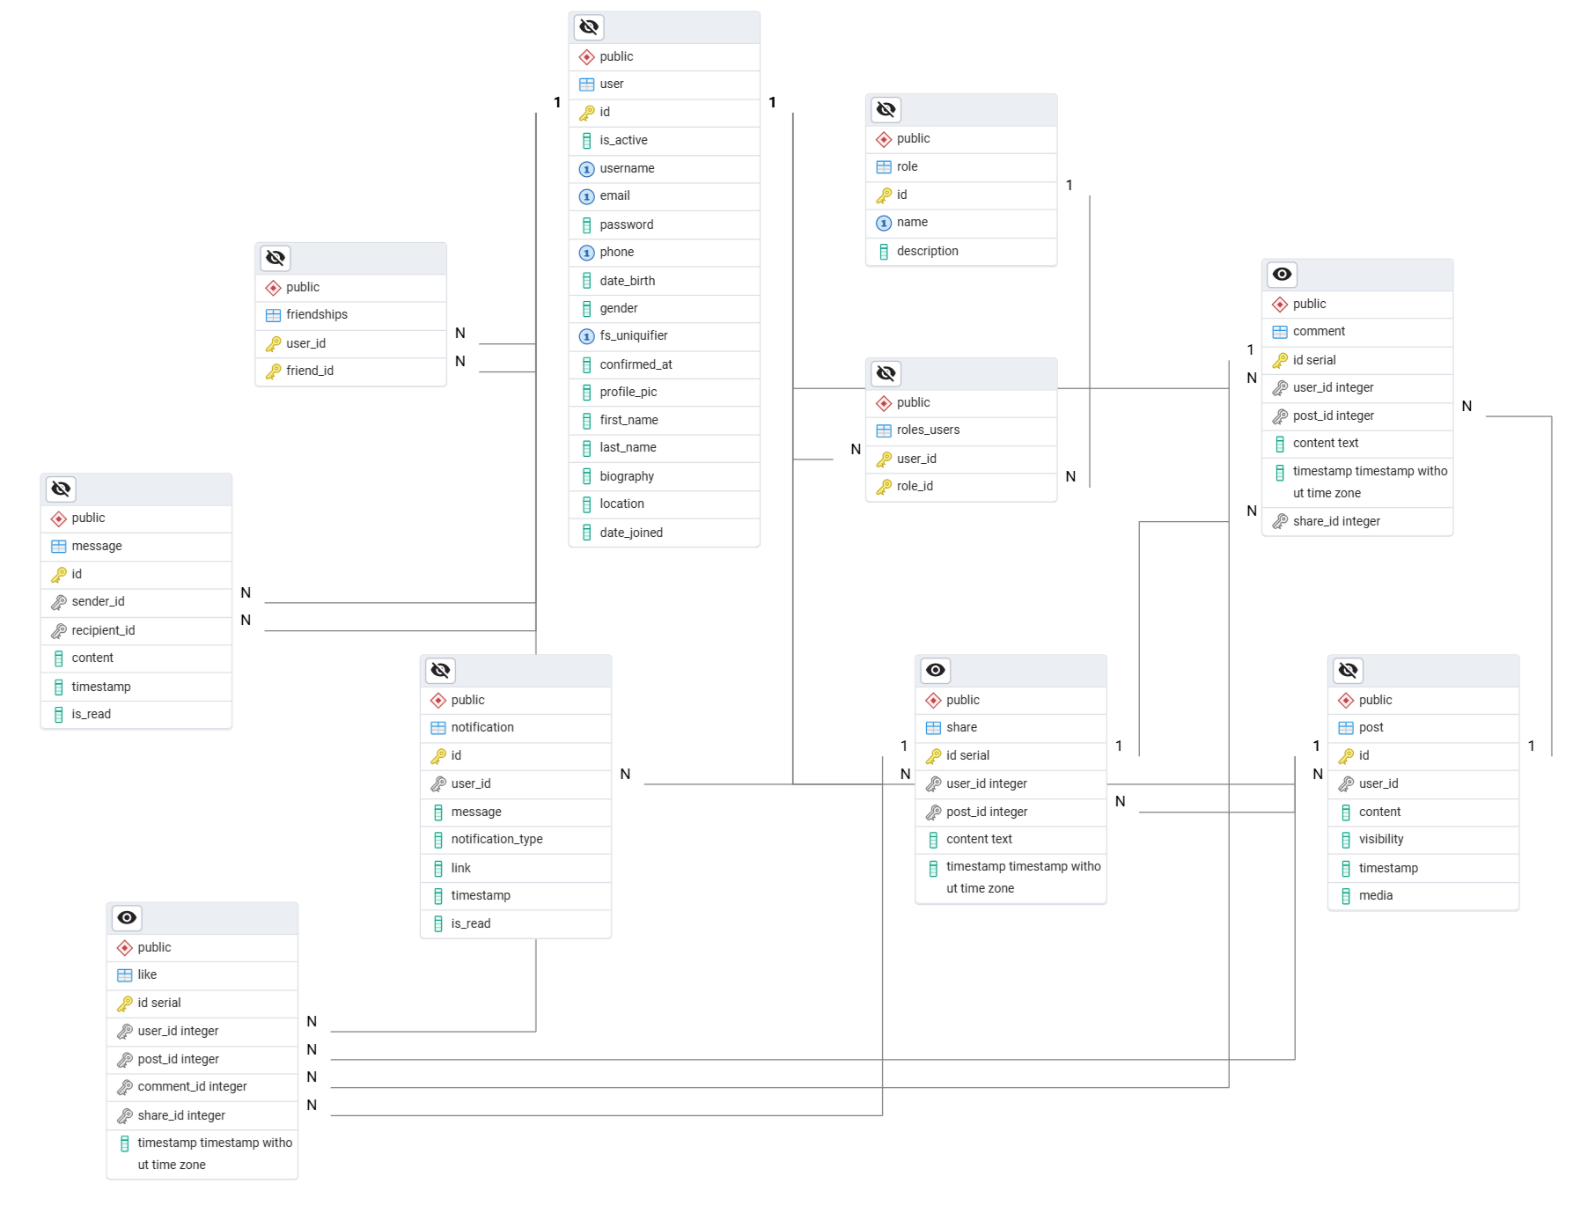 public
user
1
1
id
is_active
username
email
password
phone
date_birth
gender
fs_uniquifier
confirmed_at
profile_pic
first_name
last_name
biography
location
date_joined
public
role
1
id
name
description
public
friendships
N
user_id
N
friend_id
public
comment
1
id serial
N
user_id integer
N
post_id integer
content text
timestamp timestamp witho
ut time zone
N
share_id integer
public
roles_users
N
user_id
N
role_id
public
message
id
N
sender_id
N
recipient_id
content
timestamp
is_read
public
notification
id
N
user_id
message
notification_type
link
timestamp
is_read
public
share
1
1
id serial
N
user_id integer
N
post_id integer
content text
timestamp timestamp witho
ut time zone
public
post
1
1
id
N
user_id
content
visibility
timestamp
media
public
like
id serial
N
user_id integer
N
post_id integer
N
comment_id integer
N
share_id integer
timestamp timestamp witho
ut time zone